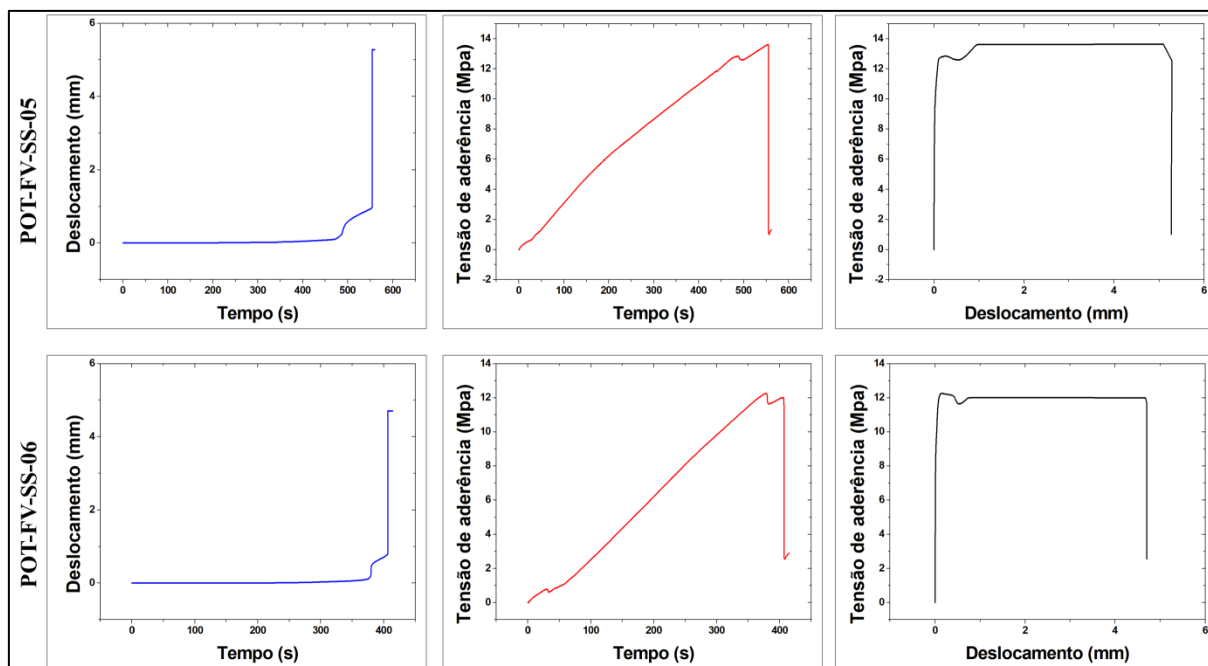 POT-FV-SS-05
Deslocamento (mm)
6
4
2
0
0 100 200 300 400 500 600
Tempo (s)
Tensão de aderência (Mpa)
14
12
10
8
6
4
2
0
-2
0 100 200 300 400 500 600
Tempo (s)
Tensão de aderência (Mpa)
14
12
10
8
6
4
2
0
-2
0 2 4 6
Deslocamento (mm)
POT-FV-SS-06
Deslocamento (mm)
6
4
2
0
0 100 200 300 400
Tempo (s)
Tensão de aderência (Mpa)
14
12
10
8
6
4
2
0
0 100 200 300 400
Tempo (s)
Tensão de aderência (Mpa)
14
12
10
8
6
4
2
0
0 2 4 6
Deslocamento (mm)